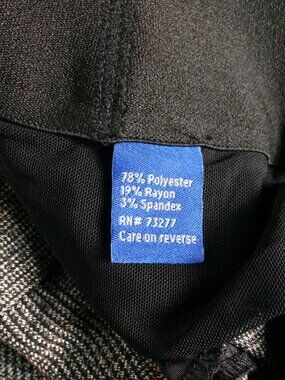 78% Polyester
19% Rayon
3% Spandex
RN# 73277
Care on reverse